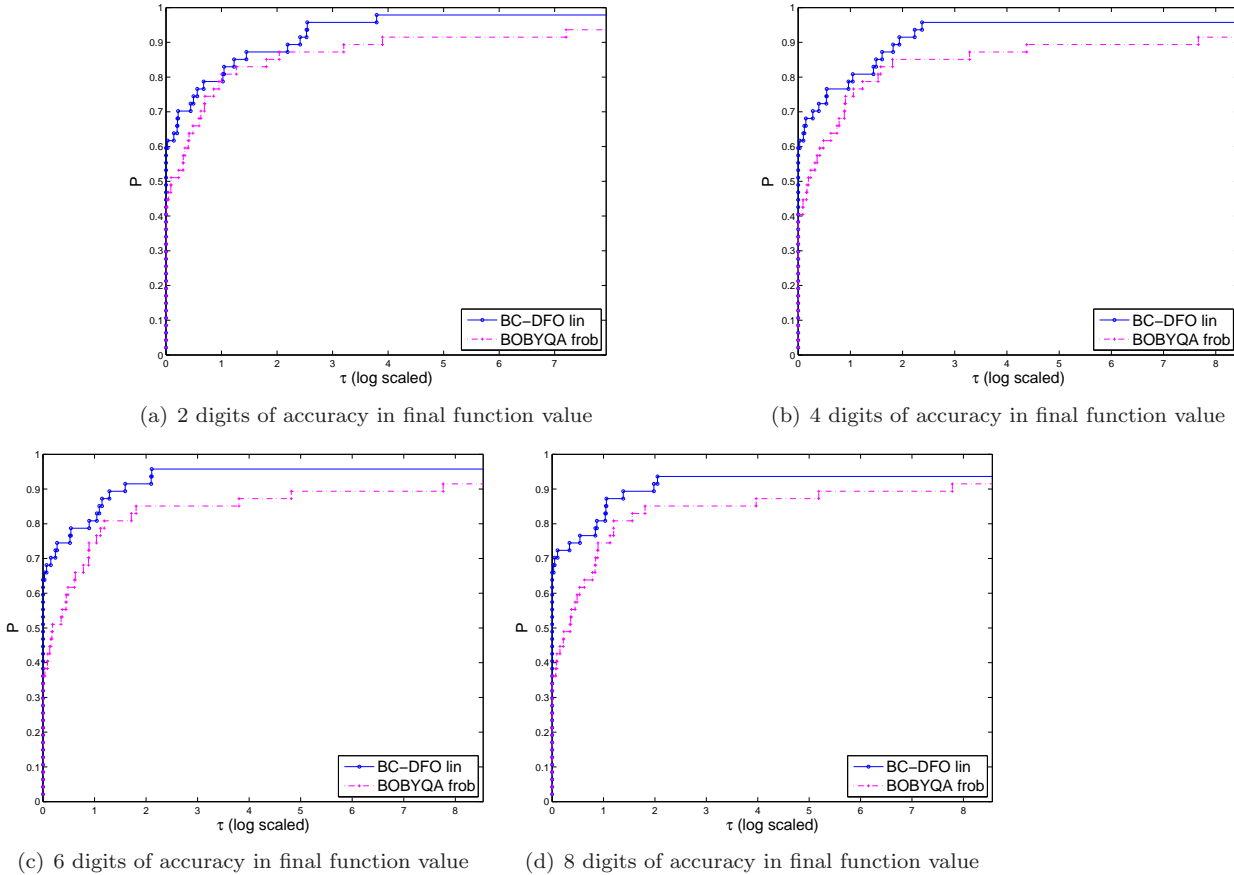 1
0.9
0.8
0.7
0.6
0.5
0.4
0.3
0.2
0.1
0
P
0 1 2 3 4 5 6 7
τ (log scaled)
BC−DFO lin
BOBYQA frob
(a) 2 digits of accuracy in final function value
1
0.9
0.8
0.7
0.6
0.5
0.4
0.3
0.2
0.1
0
P
0 1 2 3 4 5 6 7 8
τ (log scaled)
BC−DFO lin
BOBYQA frob
(b) 4 digits of accuracy in final function value
1
0.9
0.8
0.7
0.6
0.5
0.4
0.3
0.2
0.1
0
P
0 1 2 3 4 5 6 7 8
τ (log scaled)
BC−DFO lin
BOBYQA frob
(c) 6 digits of accuracy in final function value
1
0.9
0.8
0.7
0.6
0.5
0.4
0.3
0.2
0.1
0
P
0 1 2 3 4 5 6 7 8
τ (log scaled)
BC−DFO lin
BOBYQA frob
(d) 8 digits of accuracy in final function value